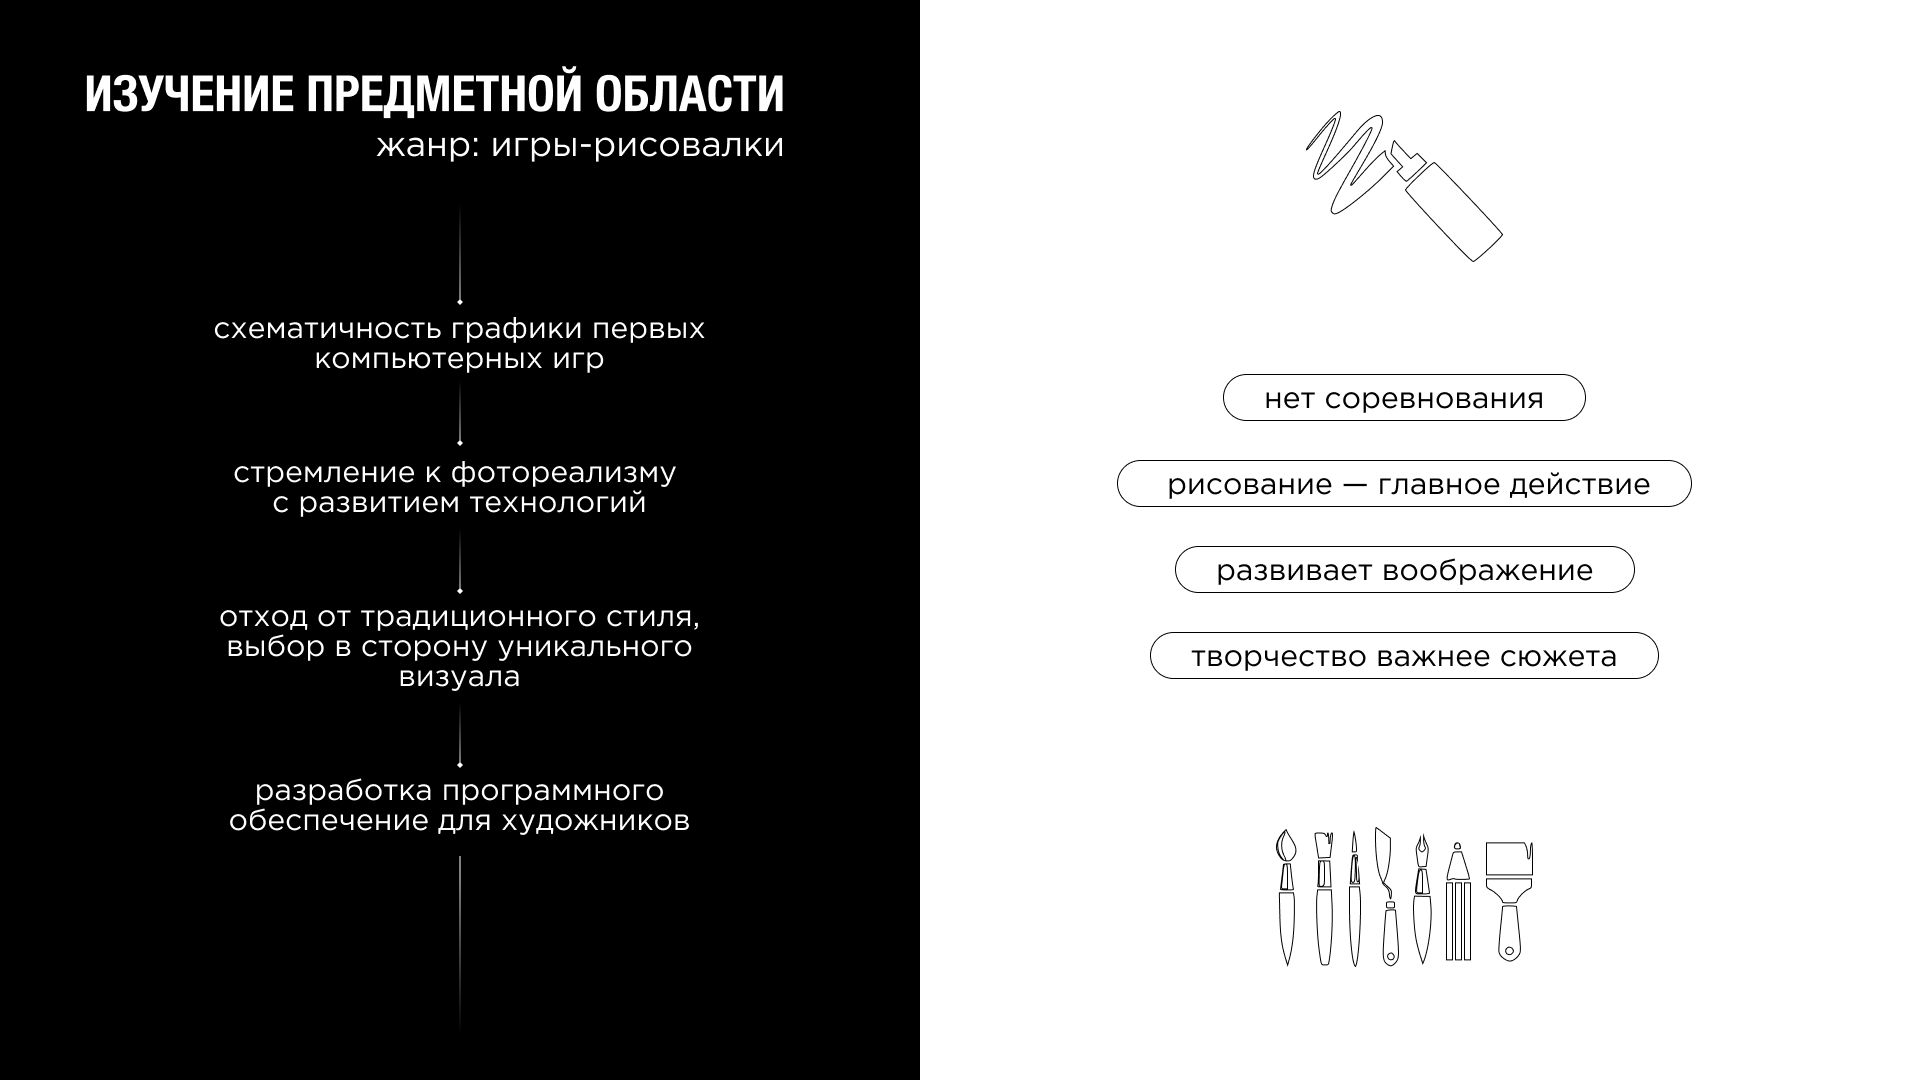 ИЗУЧЕНИЕ ПРЕДМЕТНОЙ ОБЛАСТИ
жанр: игры-рисовалки
схематичность графики первых
компьютерных игр
стремление к фотореализму
с развитием технологий
отход от традиционного стиля,
выбор в сторону уникального
визуала
разработка программного
обеспечение для художников
нет соревнования
рисование — главное действие
развивает воображение
творчество важнее сюжета